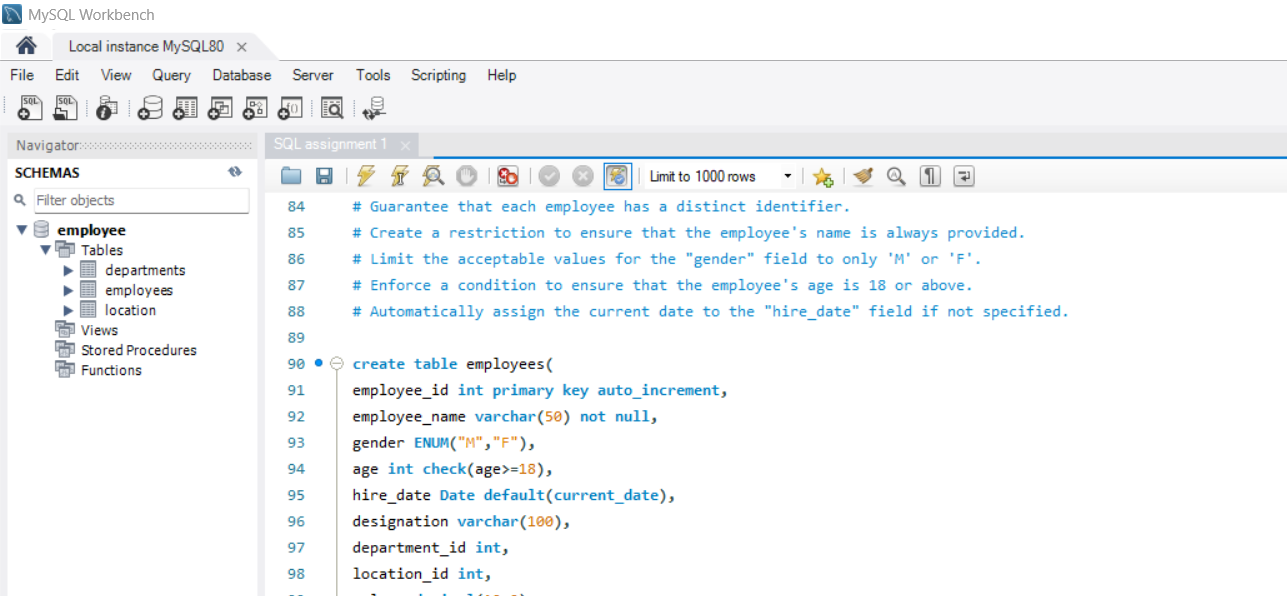 MySQL Workbench
Local instance MySQL80
File Edit View Query Database Server Tools Scripting Help
Navigator
SCHEMAS
Filter objects
employee
Tables
departments
employees
location
Views
Stored Procedures
Functions
SQL assignment 1
Limit to 1000 rows
84 # Guarantee that each employee has a distinct identifier.
85 # Create a restriction to ensure that the employee's name is always provided.
86 # Limit the acceptable values for the "gender" field to only 'M' or 'F'.
87 # Enforce a condition to ensure that the employee's age is 18 or above.
88 # Automatically assign the current date to the "hire_date" field if not specified.
89
90 create table employees(
91 employee_id int primary key auto_increment,
92 employee_name varchar(50) not null,
93 gender ENUM("M","F"),
94 age int check(age>=18),
95 hire_date Date default(current_date),
96 designation varchar(100),
97 department_id int,
98 location_id int,